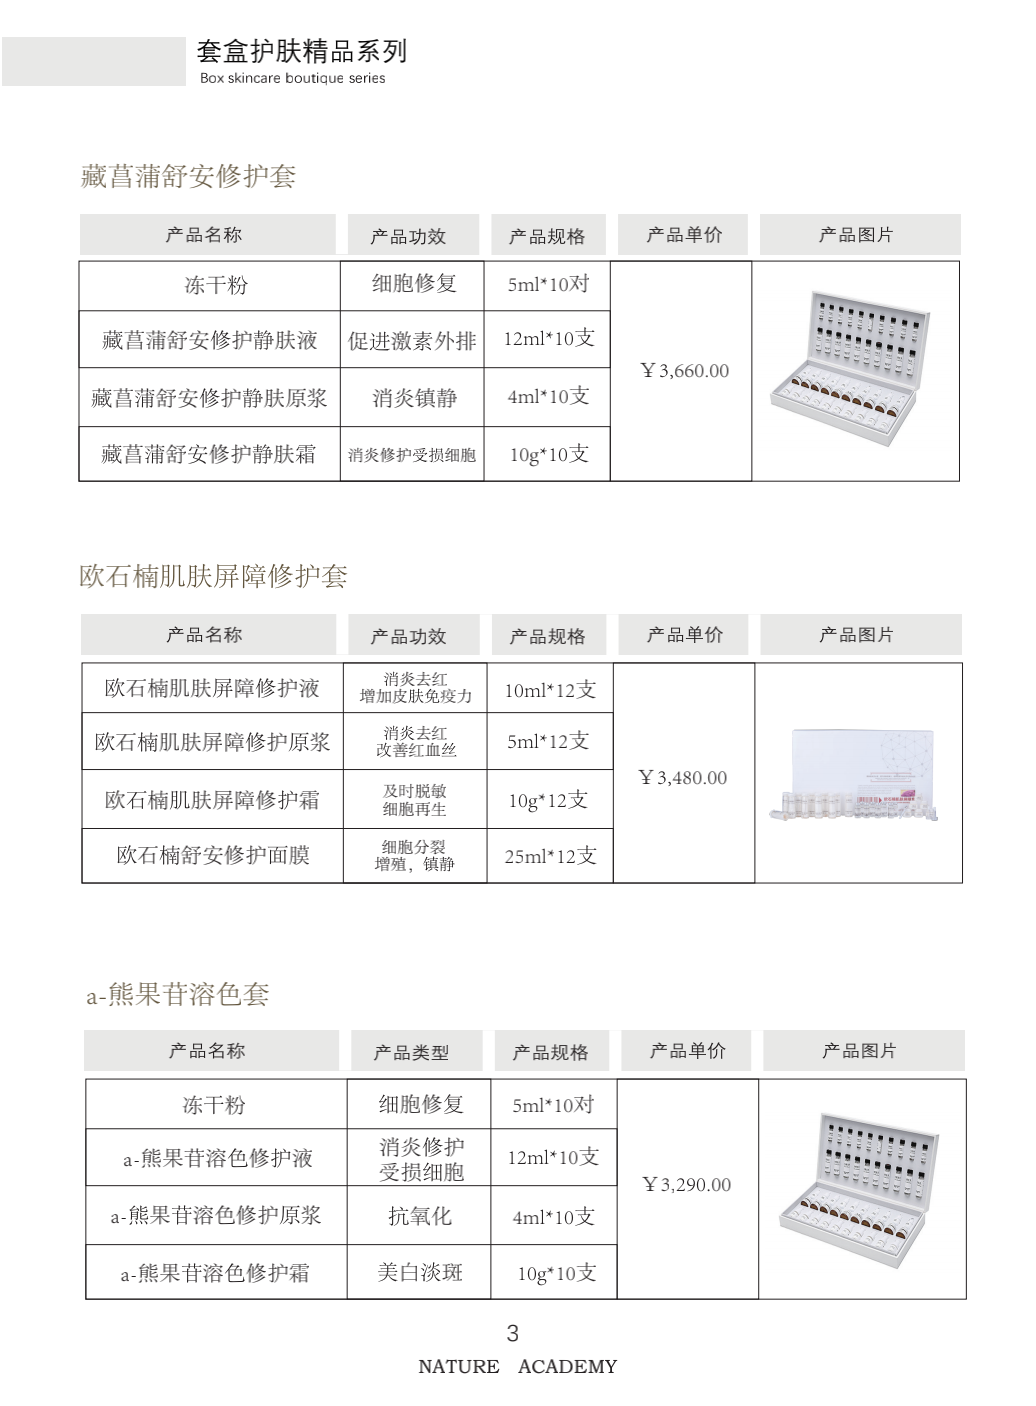 套盒护肤精品系列
Box skincare boutique series
藏菖蒲舒安修护套
产品名称 产品功效 产品规格 产品单价 产品图片
冻干粉 细胞修复 5ml*10对
藏菖蒲舒安修护静肤液 促进激素外排 12ml*10支
¥3,660.00
藏菖蒲舒安修护静肤原浆 消炎镇静 4ml*10支
藏菖蒲舒安修护静肤霜 消炎修护受损细胞 10g*10支
欧石楠肌肤屏障修护套
产品名称 产品功效 产品规格 产品单价 产品图片
欧石楠肌肤屏障修护液 消炎去红 10ml*12支
增加皮肤免疫力
欧石楠肌肤屏障修护原浆 消炎去红 5ml*12支
改善红血丝
¥3,480.00
欧石楠肌肤屏障修护霜 及时脱敏 10g*12支
细胞再生
欧石楠舒安修护面膜 细胞分裂 25ml*12支
增殖，镇静
a-熊果苷溶色套
产品名称 产品类型 产品规格 产品单价 产品图片
冻干粉 细胞修复 5ml*10对
a-熊果苷溶色修护液 消炎修护 12ml*10支
受损细胞
¥3,290.00
a-熊果苷溶色修护原浆 抗氧化 4ml*10支
a-熊果苷溶色修护霜 美白淡斑 10g*10支
3
NATURE ACADEMY